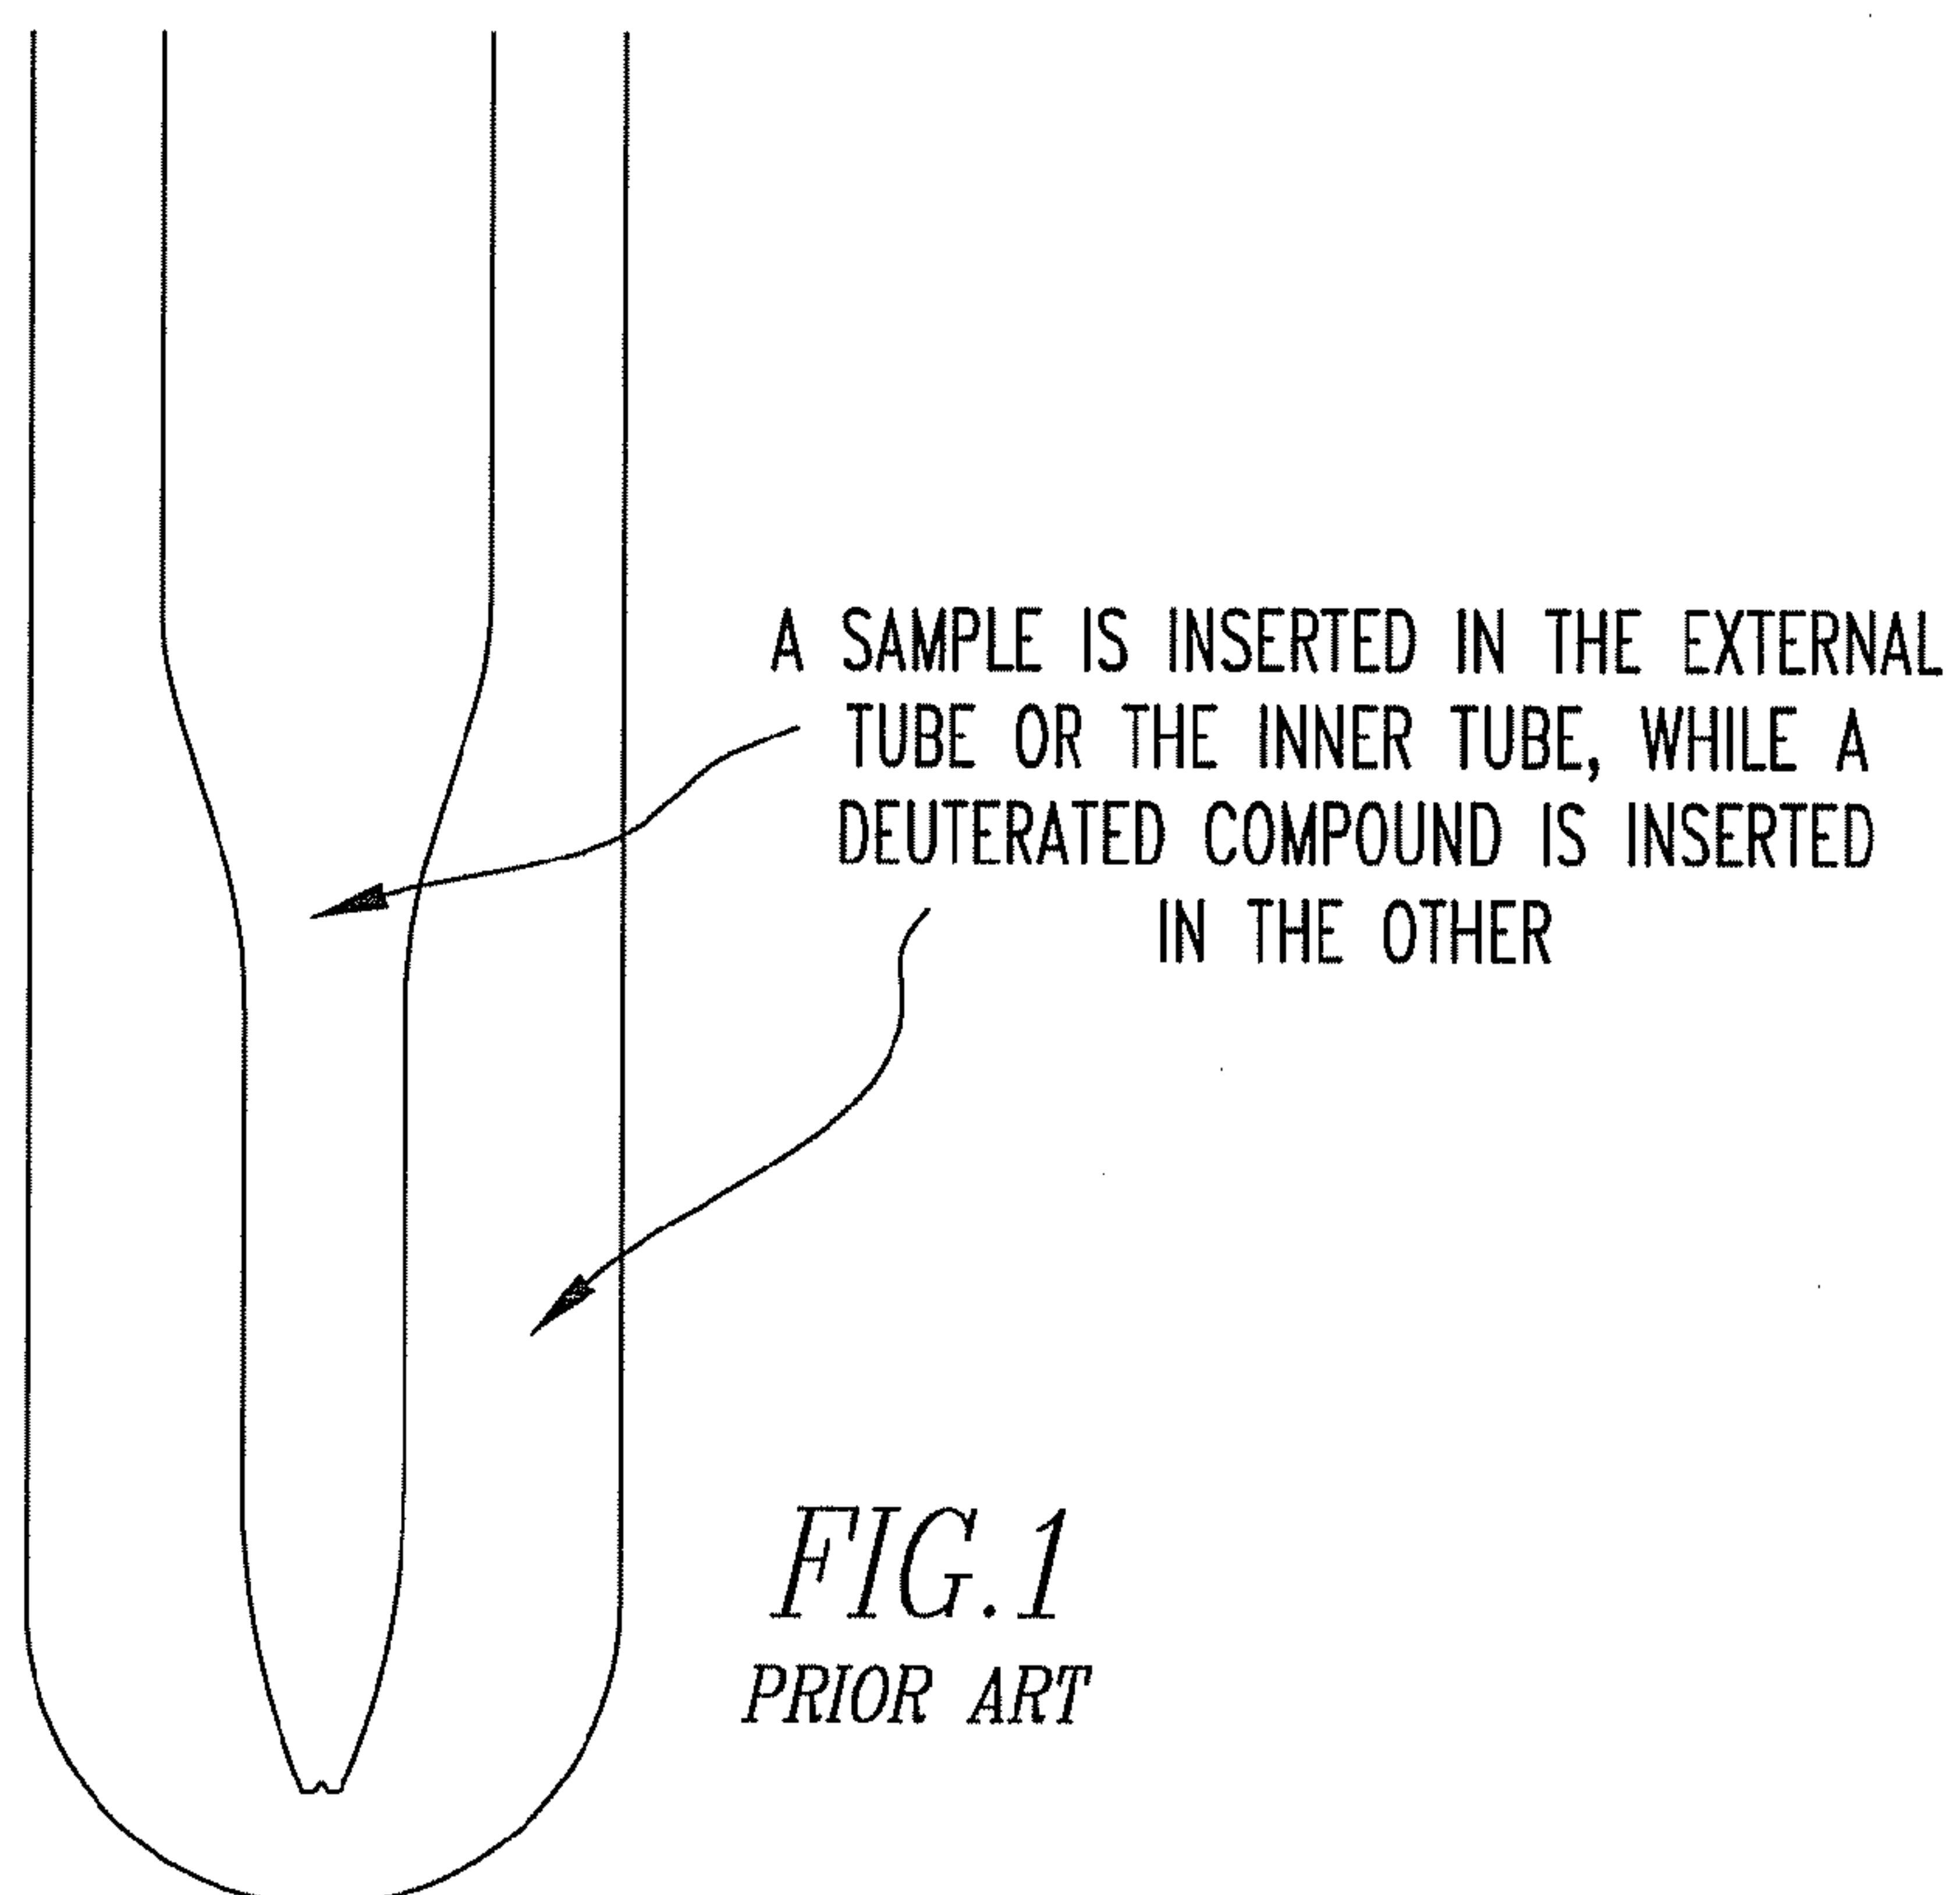 A SAMPLE IS INSERTED IN THE EXTERNAL
TUBE OR THE INNER TUBE, WHILE A
DEUTERATED COMPOUND IS INSERTED
IN THE OTHER
FIG.1
PRIOR ART